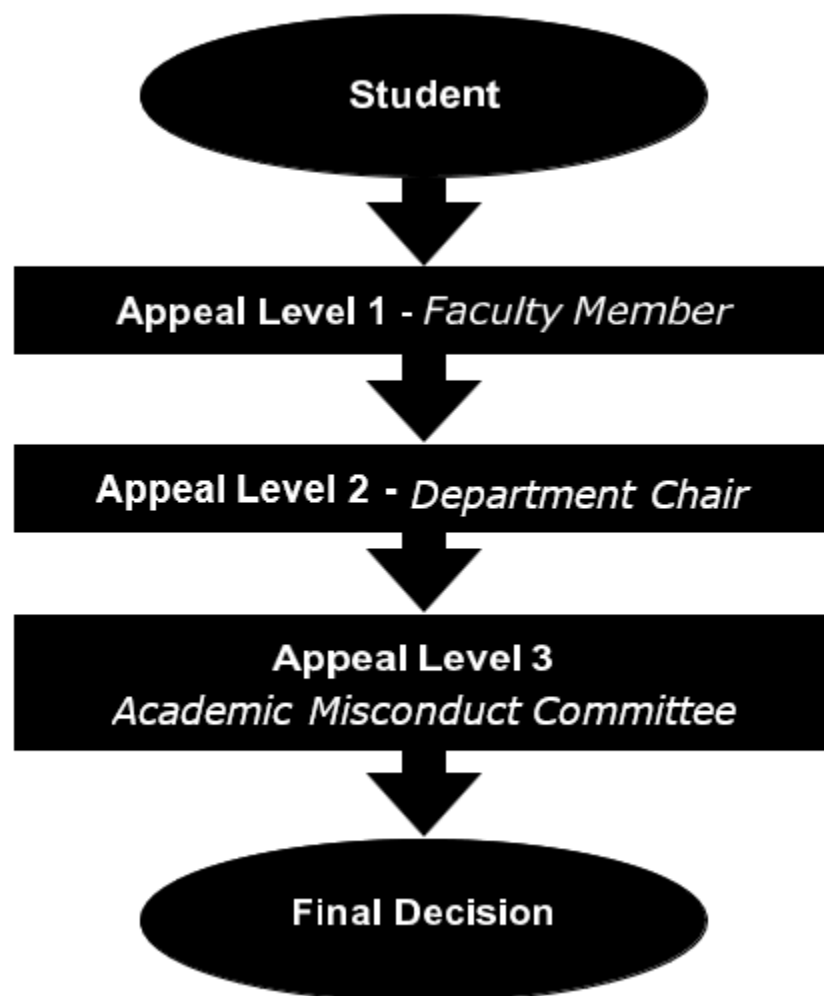 Student
Appeal Level 1 - Faculty Member
Appeal Level 2 - Department Chair
Appeal Level 3
Academic Misconduct Committee
Final Decision